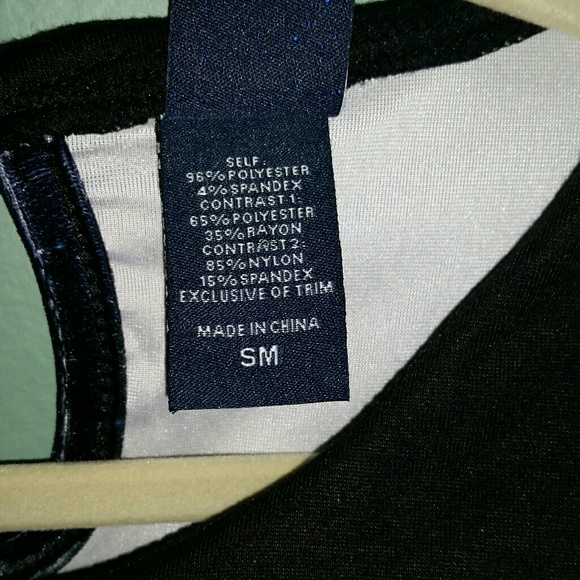 SELF:
96% POLYESTER
4% SPANDEX
CONTRAST 1:
65% POLYESTER
35% RAYON
CONTRAST 2:
85% NYLON
15% SPANDEX
EXCLUSIVE OF TRIM
MADE IN CHINA
SM